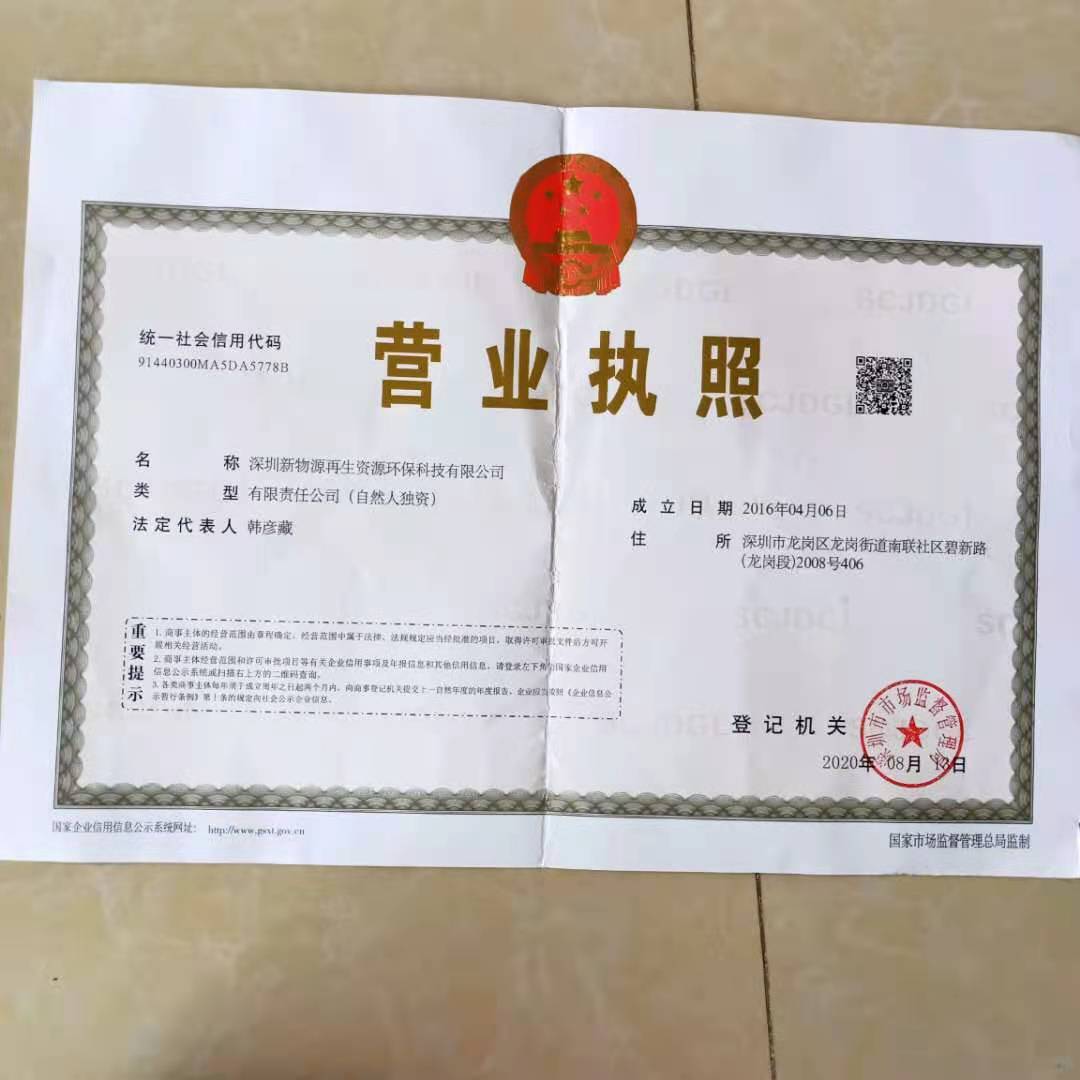 统一社会信用代码
91440300MA5DA5778B
营业执照
名称 深圳新物源再生资源环保科技有限公司
类型 有限责任公司（自然人独资）
法定代表人 韩彦藏
成立日期 2016年04月06日
住所 深圳市龙岗区龙岗街道南联社区碧新路
(龙岗段)2008号406
重要提示
1. 商事主体的经营范围由章程确定。经营范围中属于法律、法规规定应当经批准的项目，取得许可审批文件后方可开
展相关经营活动。
2. 商事主体经营范围和许可审批项目等有关企业信用事项及年报信息和其他信用信息，请登录左下角的国家企业信用
信息公示系统或扫描右上方的二维码查询。
3. 各类商事主体每年须于成立周年之日起两个月内，向商事登记机关提交上一自然年度的年度报告。企业应当按照《企业信息公
示暂行条例》第十条的规定向社会公示企业信息。
登记机关
深圳市市场监督管理局
2020年08月13日
国家企业信用信息公示系统网址： http://www.gsxt.gov.cn
国家市场监督管理总局监制